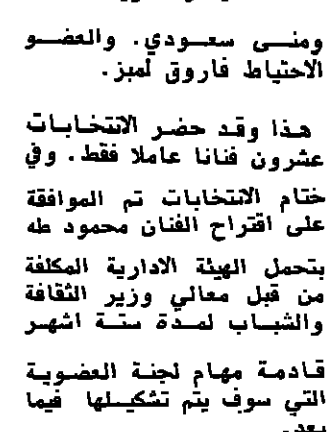 ومنى سعودي. والعضو
الاحتياط فاروق لمبز.
هذا وقد حضر الانتخابات
عشرون فنانا عاملا فقط. وفي
ختام الانتخابات تم الموافقة
على اقتراح الفنان محمود طه
بتحمل الهيئة الادارية المكلفة
من قبل معالي وزير الثقافة
والشباب لمدة ستة اشهر
قادمة مهام لجنة العضوية
التي سوف يتم تشكيلها فيما
بعد.